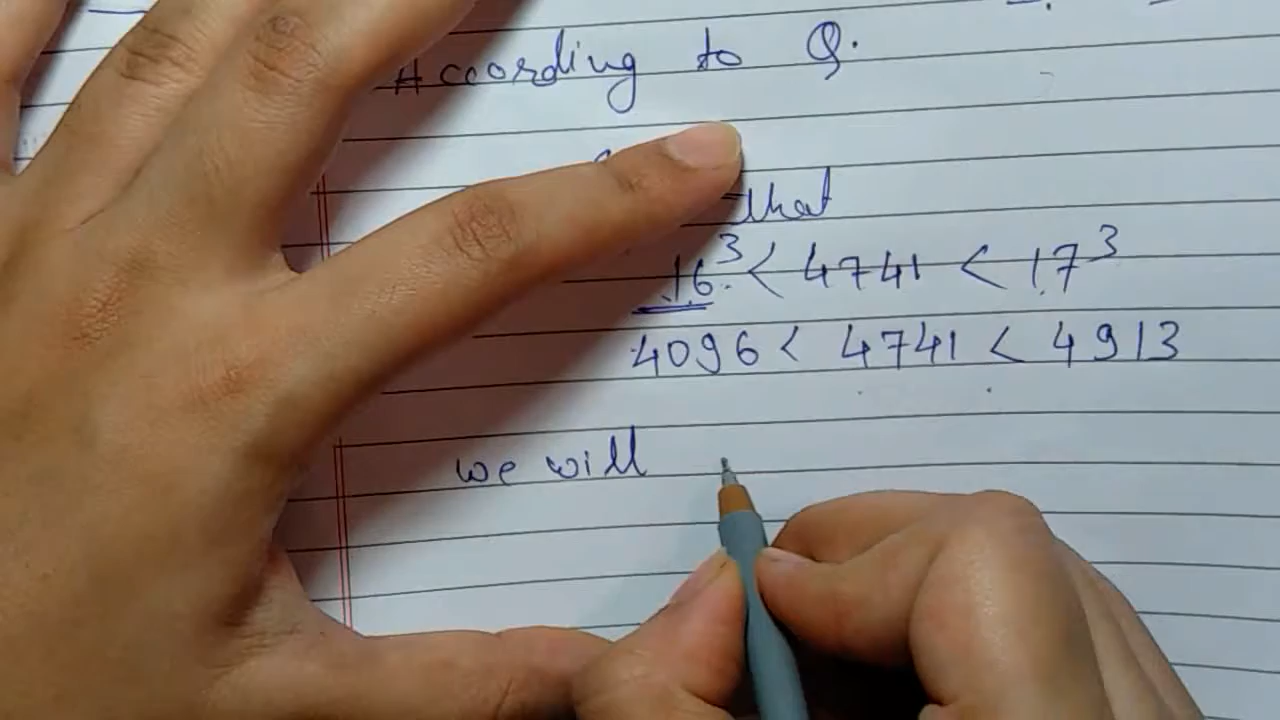 According to Q.
that
16³ < 4741 < 17³
4096 < 4741 < 4913
we will